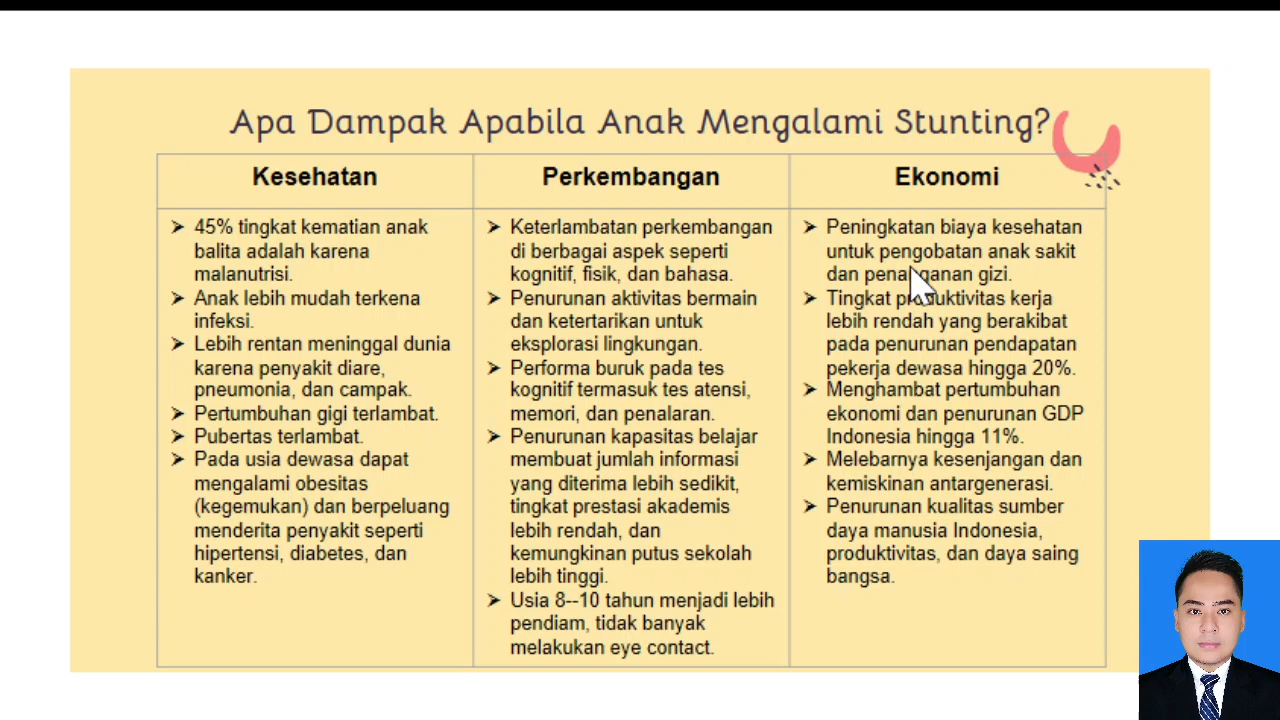 Apa Dampak Apabila Anak Mengalami Stunting?
Kesehatan
45% tingkat kematian anak
balita adalah karena
malanutrisi.
Anak lebih mudah terkena
infeksi.
Lebih rentan meninggal dunia
karena penyakit diare,
pneumonia, dan campak.
Pertumbuhan gigi terlambat.
Pubertas terlambat.
Pada usia dewasa dapat
mengalami obesitas
(kegemukan) dan berpeluang
menderita penyakit seperti
hipertensi, diabetes, dan
kanker.
Perkembangan
Keterlambatan perkembangan
di berbagai aspek seperti
kognitif, fisik, dan bahasa.
Penurunan aktivitas bermain
dan ketertarikan untuk
eksplorasi lingkungan.
Performa buruk pada tes
kognitif termasuk tes atensi,
memori, dan penalaran.
Penurunan kapasitas belajar
membuat jumlah informasi
yang diterima lebih sedikit,
tingkat prestasi akademis
lebih rendah, dan
kemungkinan putus sekolah
lebih tinggi.
Usia 8--10 tahun menjadi lebih
pendiam, tidak banyak
melakukan eye contact.
Ekonomi
Peningkatan biaya kesehatan
untuk pengobatan anak sakit
dan penanganan gizi.
Tingkat produktivitas kerja
lebih rendah yang berakibat
pada penurunan pendapatan
pekerja dewasa hingga 20%.
Menghambat pertumbuhan
ekonomi dan penurunan GDP
Indonesia hingga 11%.
Melebarnya kesenjangan dan
kemiskinan antargenerasi.
Penurunan kualitas sumber
daya manusia Indonesia,
produktivitas, dan daya saing
bangsa.